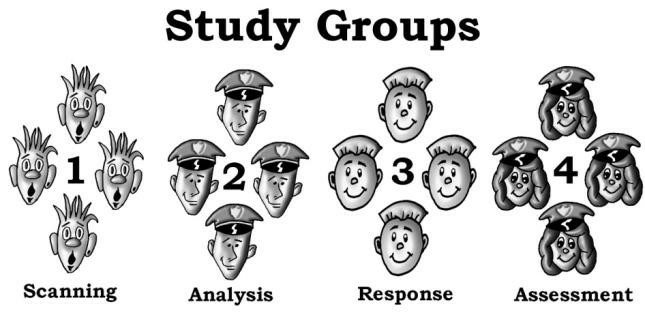 Study Groups
1 2 3 4
Scanning Analysis Response Assessment